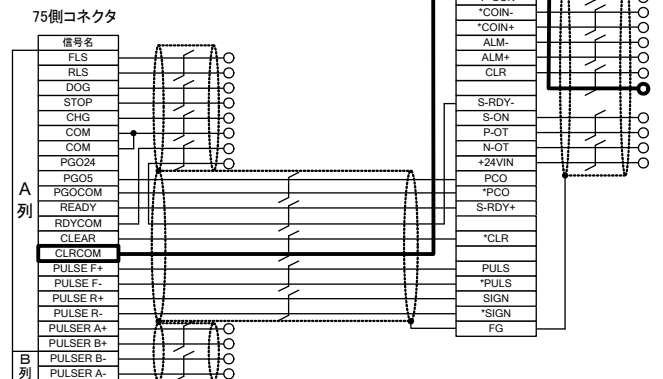 75側コネクタ
信号名
FLS
RLS
DOG
STOP
CHG
COM
COM
PGO24
PGO5
PGOCOM
READY
RDYCOM
CLEAR
CLRCOM
PULSE F+
PULSE F-
PULSE R+
PULSE R-
PULSER A+
PULSER B+
PULSER B-
PULSER A-
A
列
B
列
*COIN-
*COIN+
ALM-
ALM+
CLR
S-RDY-
S-ON
P-OT
N-OT
+24VIN
PCO
*PCO
S-RDY+
*CLR
PULS
*PULS
SIGN
*SIGN
FG